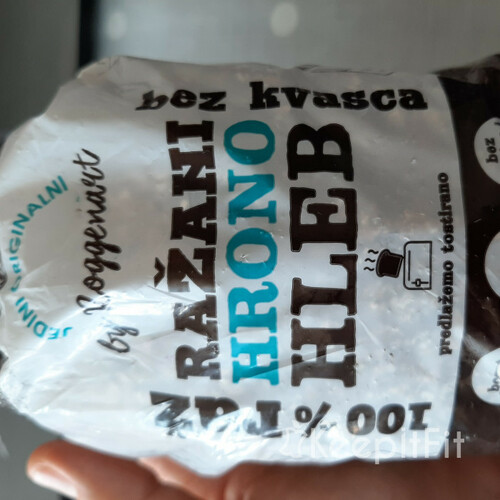 JEDINI ORIGINALNI
by Roggenart
bez kvasca
RAŽANI
HRONO
HLEB
100% raž
predlažemo tostirano
bez
KeepItFit